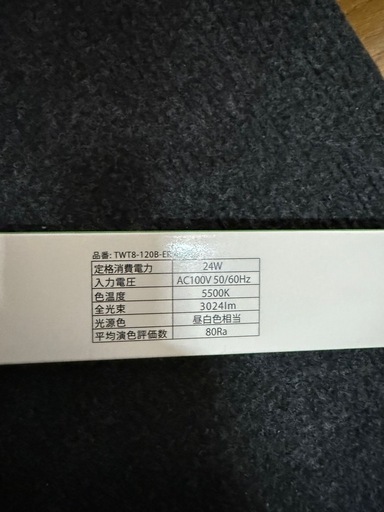 品番: TWT8-120B-EK
定格消費電力 24W
入力電圧 AC100V 50/60Hz
色温度 5500K
全光束 3024lm
光源色 昼白色相当
平均演色評価数 80Ra